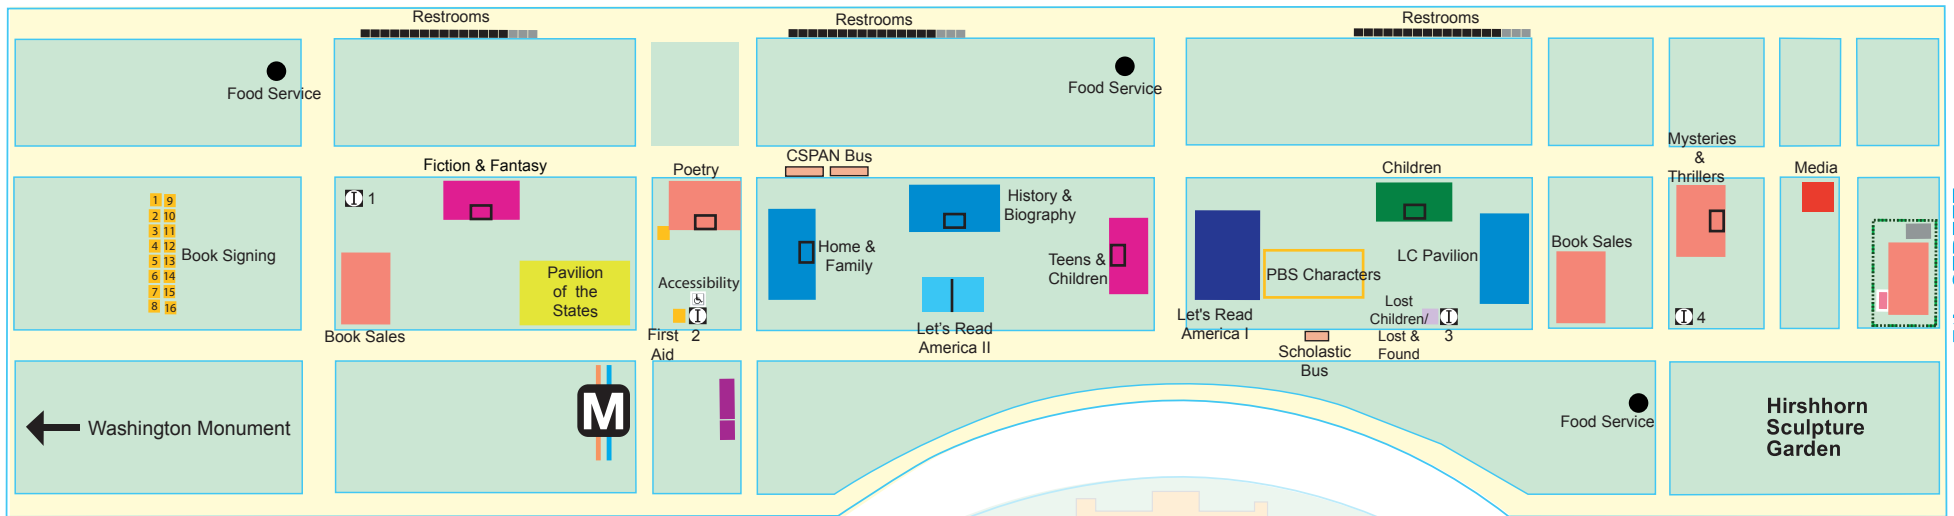 Restrooms
Restrooms
Restrooms
Food Service
Food Service
Mysteries
&
Thrillers
Fiction & Fantasy
Poetry
CSPAN Bus
Children
Media
1 9
2 10
3 11
4 12
5 13
6 14
7 15
8 16
Book Signing
I 1
History &
Biography
Home &
Family
Teens &
Children
LC Pavilion
PBS Characters
Book Sales
Pavilion
of the
States
Accessibility
I
2
First
Aid
Book Sales
Let's Read
America II
Let's Read
America I
Lost
Children/
Lost &
Found
I
3
I 4
Scholastic
Bus
Washington Monument
M
Food Service
Hirshhorn
Sculpture
Garden